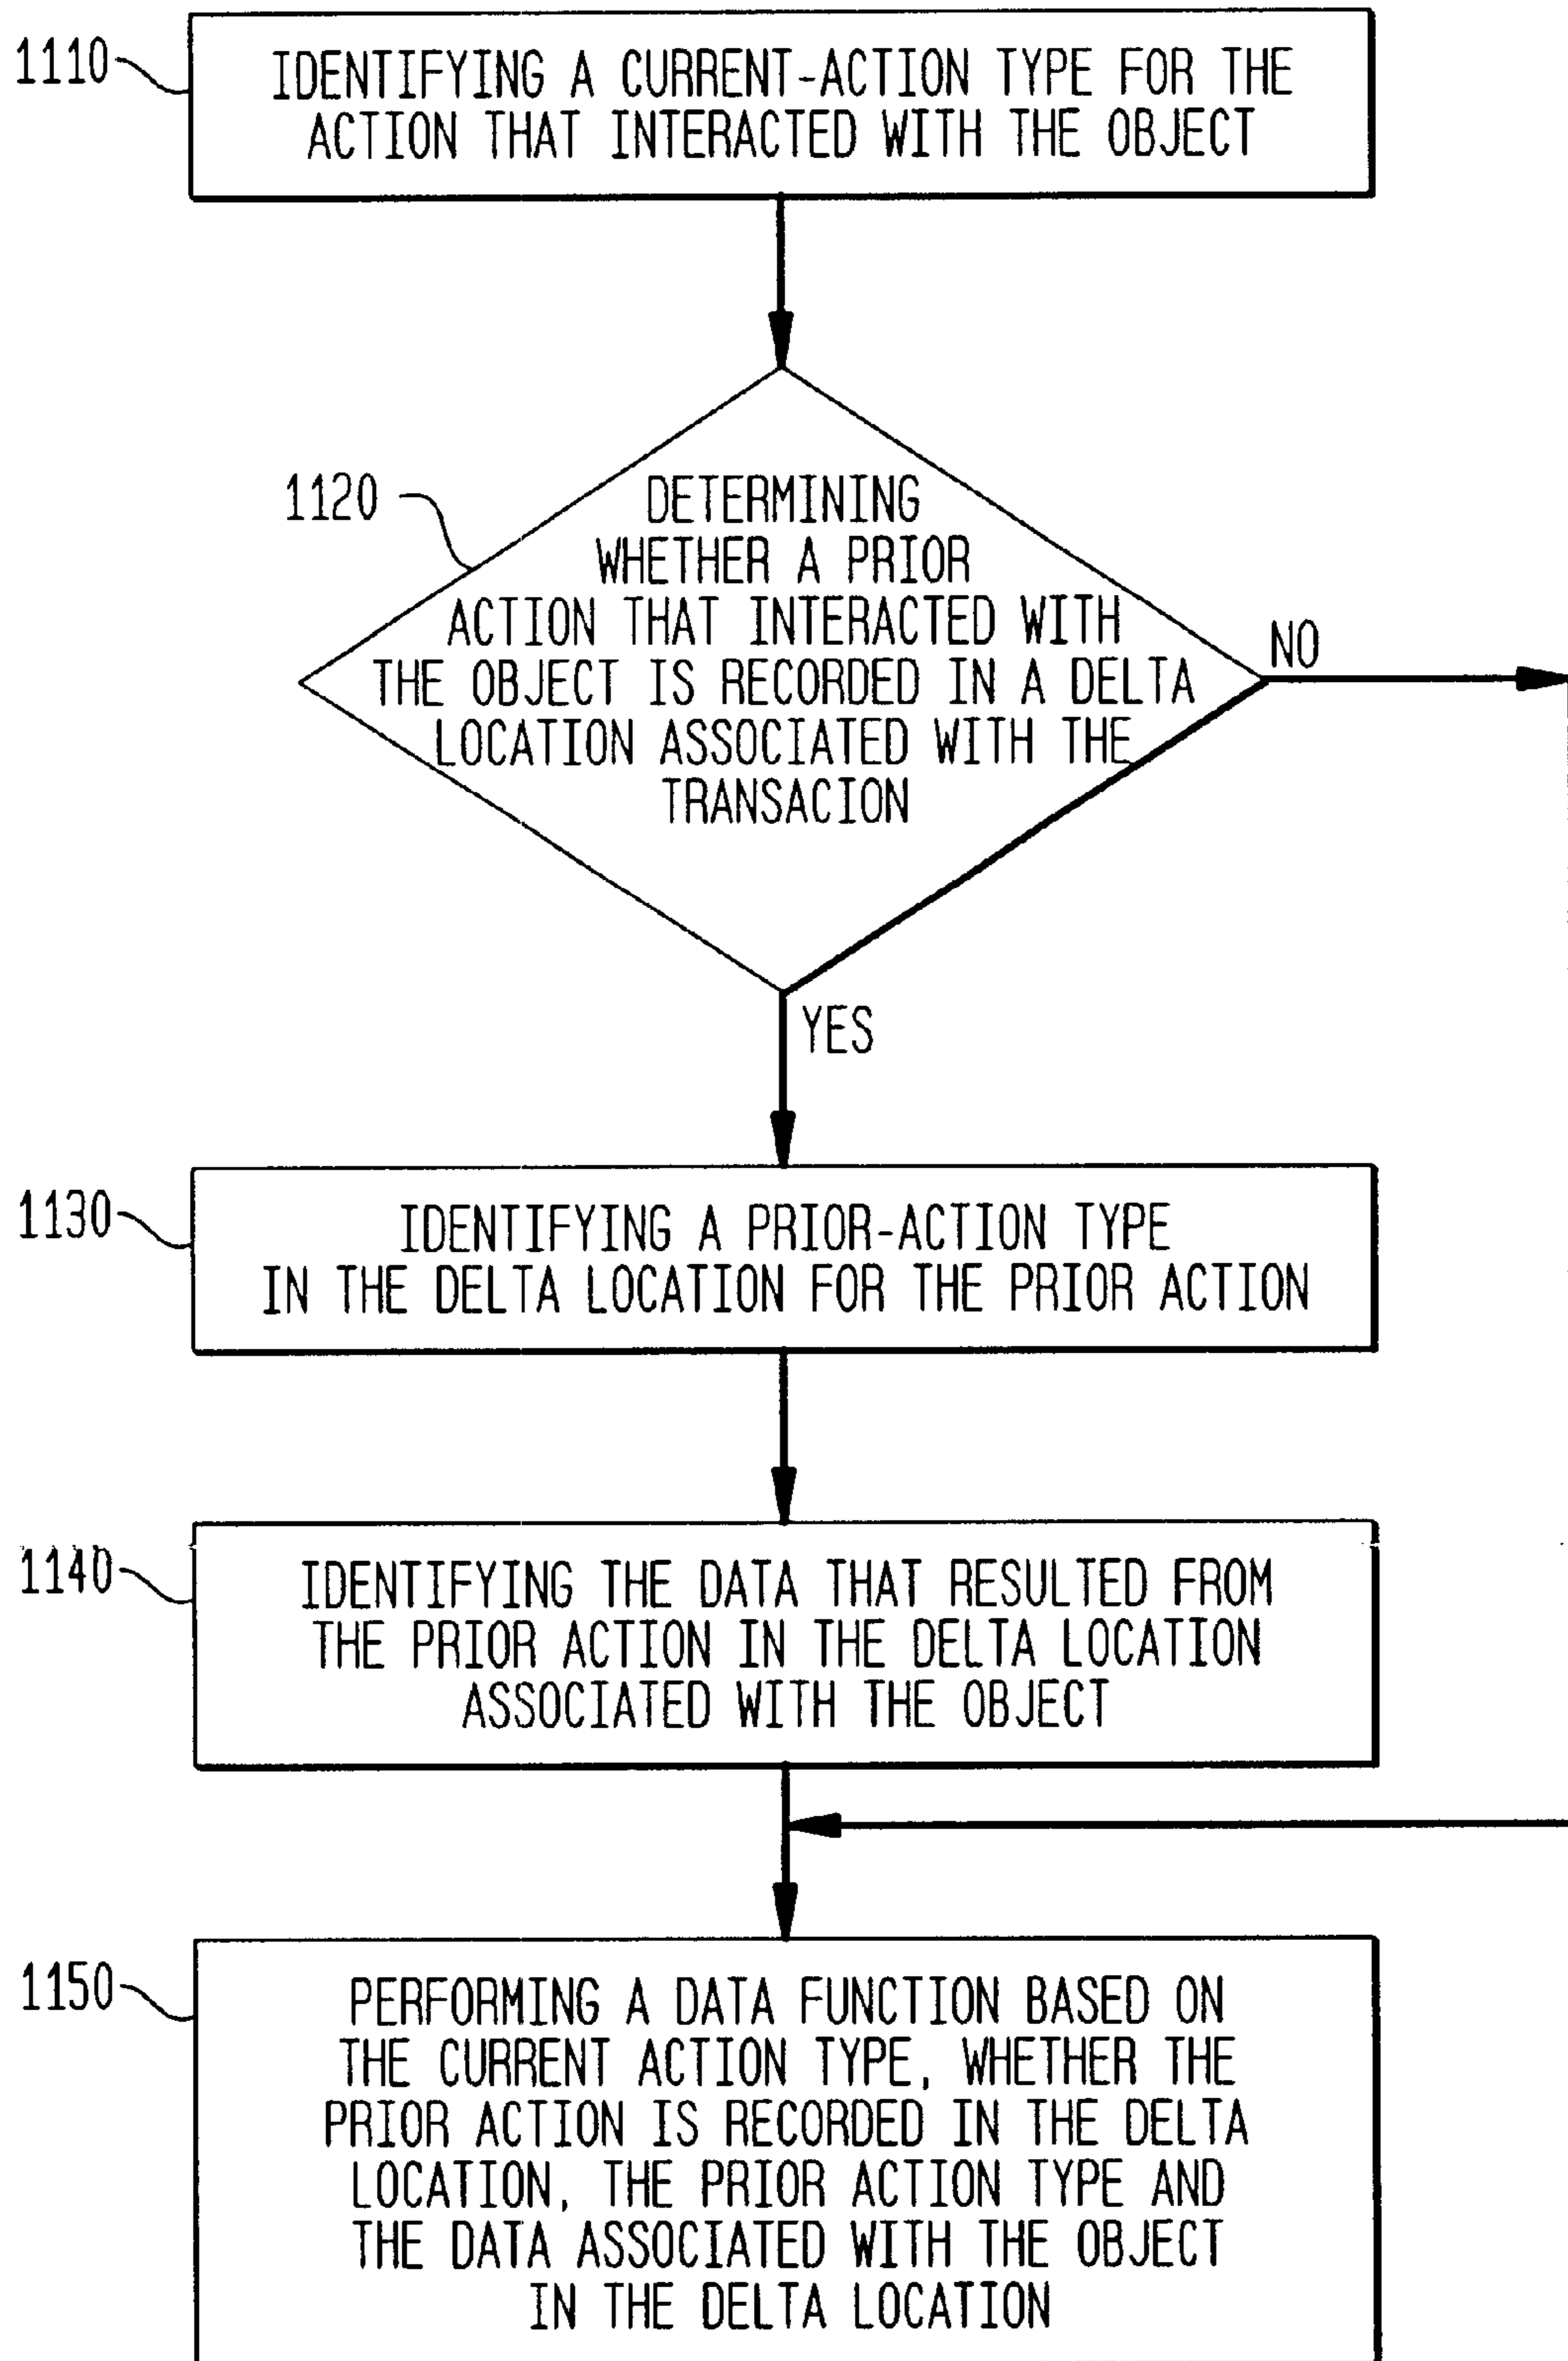 1110
IDENTIFYING A CURRENT-ACTION TYPE FOR THE
ACTION THAT INTERACTED WITH THE OBJECT
1120
DETERMINING
WHETHER A PRIOR
ACTION THAT INTERACTED WITH
THE OBJECT IS RECORDED IN A DELTA
LOCATION ASSOCIATED WITH THE
TRANSACION
NO
YES
1130
IDENTIFYING A PRIOR-ACTION TYPE
IN THE DELTA LOCATION FOR THE PRIOR ACTION
1140
IDENTIFYING THE DATA THAT RESULTED FROM
THE PRIOR ACTION IN THE DELTA LOCATION
ASSOCIATED WITH THE OBJECT
1150
PERFORMING A DATA FUNCTION BASED ON
THE CURRENT ACTION TYPE, WHETHER THE
PRIOR ACTION IS RECORDED IN THE DELTA
LOCATION, THE PRIOR ACTION TYPE AND
THE DATA ASSOCIATED WITH THE OBJECT
IN THE DELTA LOCATION